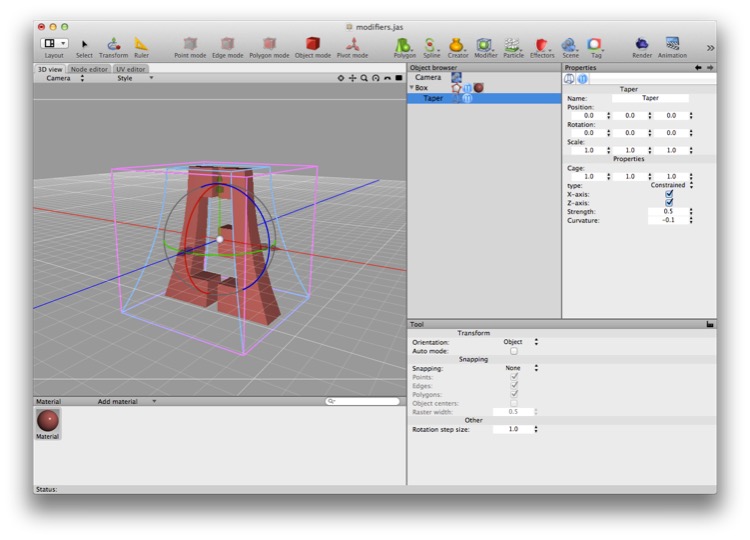 modifiers.jas
Layout Select Transform Ruler Point mode Edge mode Polygon mode Object mode Pivot mode Polygon Spline Creator Modifier Particle Effectors Scene Tag Render Animation
3D view Node editor UV editor
Camera Style
Object browser
Camera
Box
Taper
Properties
Taper
Name: Taper
Position:
0.0 0.0 0.0
Rotation:
0.0 0.0 0.0
Scale:
1.0 1.0 1.0
Properties
Cage:
1.0 1.0 1.0
type: Constrained
X-axis:
Z-axis:
Strength: 0.5
Curvature: -0.1
Tool
Transform
Orientation: Object
Auto mode:
Snapping
Snapping: None
Points:
Edges:
Polygons:
Object centers:
Raster width: 0.5
Other
Rotation step size: 1.0
Material Add material
Material
Status: